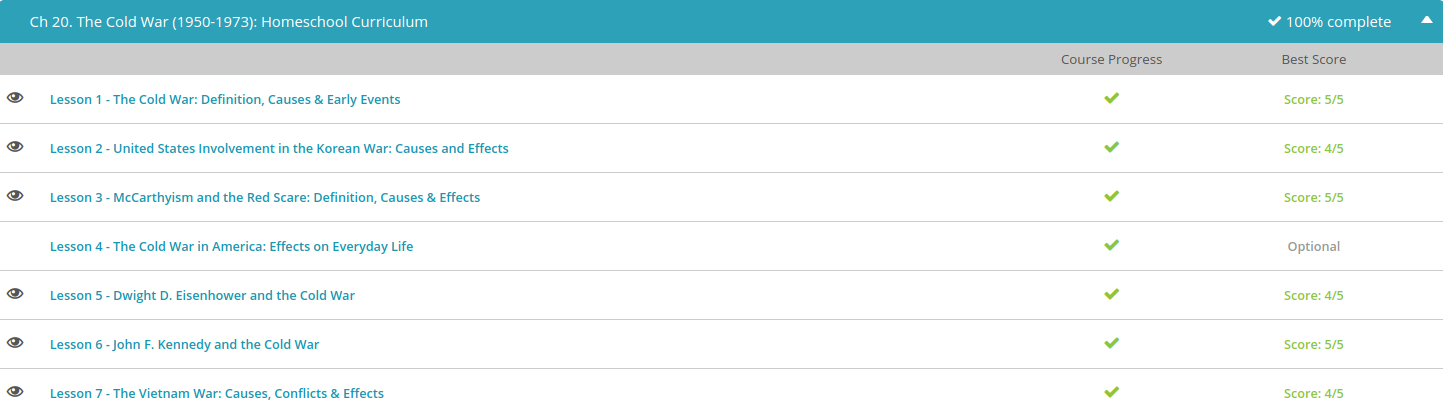 Ch 20. The Cold War (1950-1973): Homeschool Curriculum 100% complete
Course Progress Best Score
Lesson 1 - The Cold War: Definition, Causes & Early Events Score: 5/5
Lesson 2 - United States Involvement in the Korean War: Causes and Effects Score: 4/5
Lesson 3 - McCarthyism and the Red Scare: Definition, Causes & Effects Score: 5/5
Lesson 4 - The Cold War in America: Effects on Everyday Life Optional
Lesson 5 - Dwight D. Eisenhower and the Cold War Score: 4/5
Lesson 6 - John F. Kennedy and the Cold War Score: 5/5
Lesson 7 - The Vietnam War: Causes, Conflicts & Effects Score: 4/5